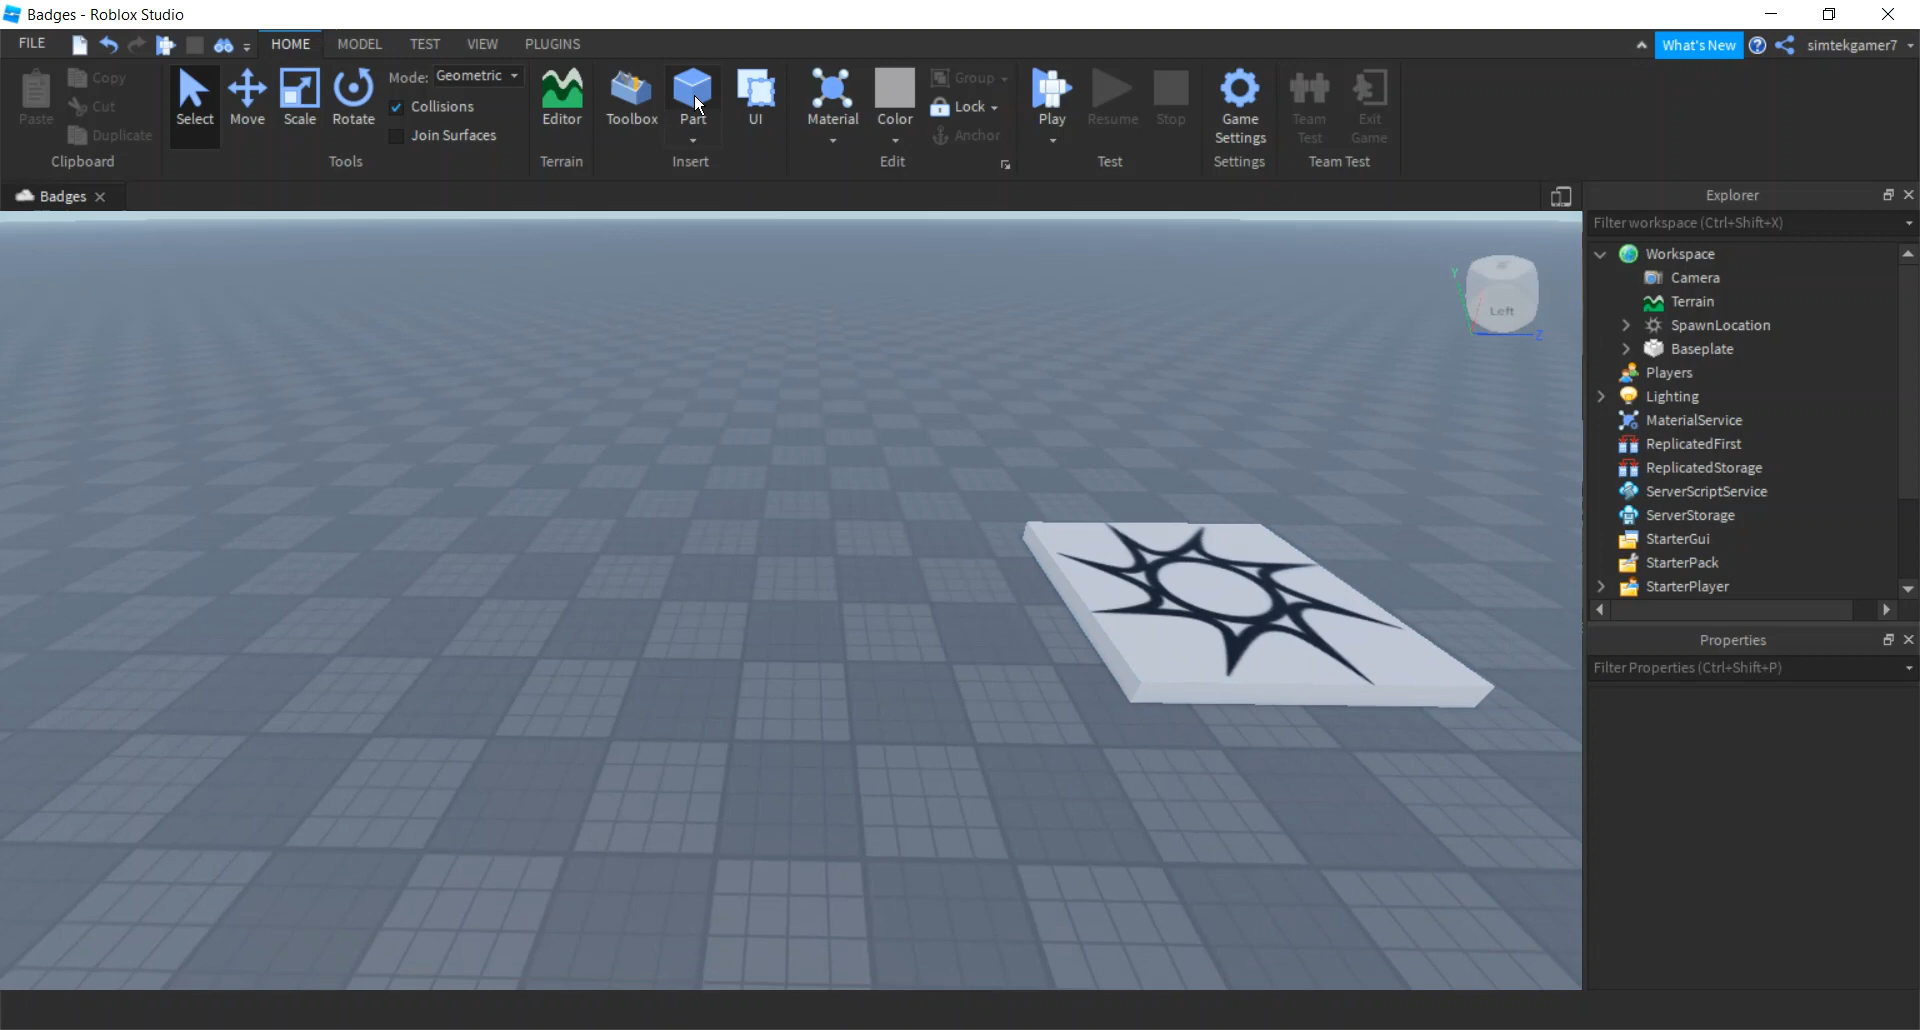 Badges - Roblox Studio
FILE HOME MODEL TEST VIEW PLUGINS What's New simtekgamer7
Paste Copy Cut Duplicate
Clipboard
Select Move Scale Rotate
Mode: Geometric
Collisions
Join Surfaces
Tools
Editor
Terrain
Toolbox Part UI
Insert
Material Color
Group
Lock
Anchor
Edit
Play Resume Stop
Test
Game Settings
Settings
Team Test
Exit Game
Team Test
Badges
Explorer
Filter workspace (Ctrl+Shift+X)
Workspace
Camera
Terrain
SpawnLocation
Baseplate
Players
Lighting
MaterialService
ReplicatedFirst
ReplicatedStorage
ServerScriptService
ServerStorage
StarterGui
StarterPack
StarterPlayer
Y
Left
Z
Properties
Filter Properties (Ctrl+Shift+P)